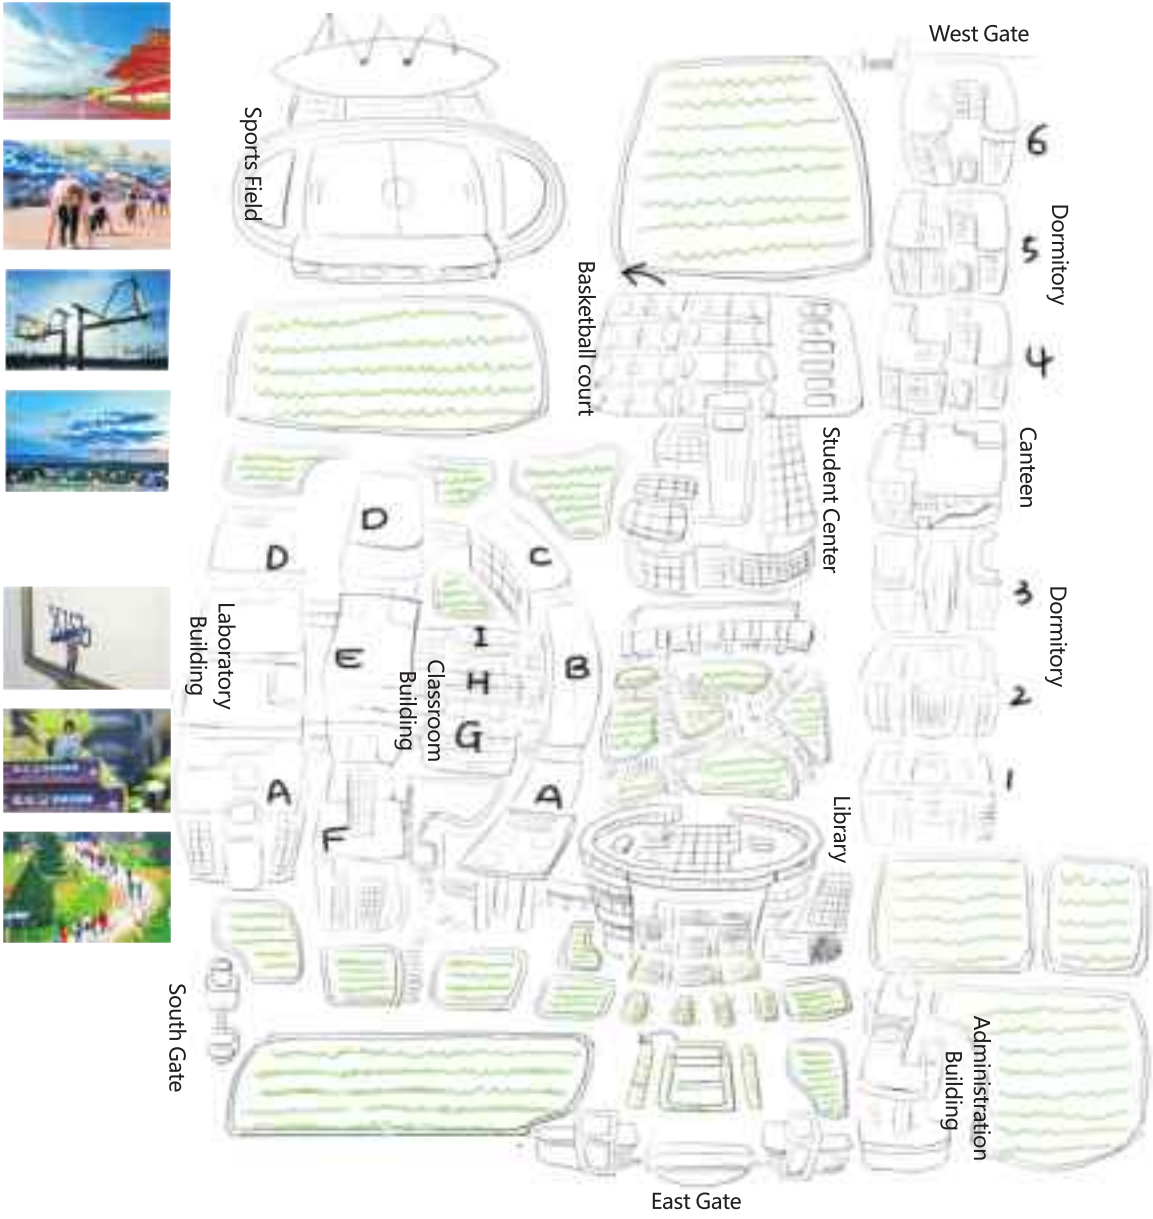 West Gate
6
Sports Field
Dormitory
5
Basketball court
4
Student Center
Canteen
D
D
C
3
Dormitory
Laboratory
Building
I
E
B
H
Classroom
Building
G
2
1
A
A
Library
F
South Gate
Administration
Building
East Gate